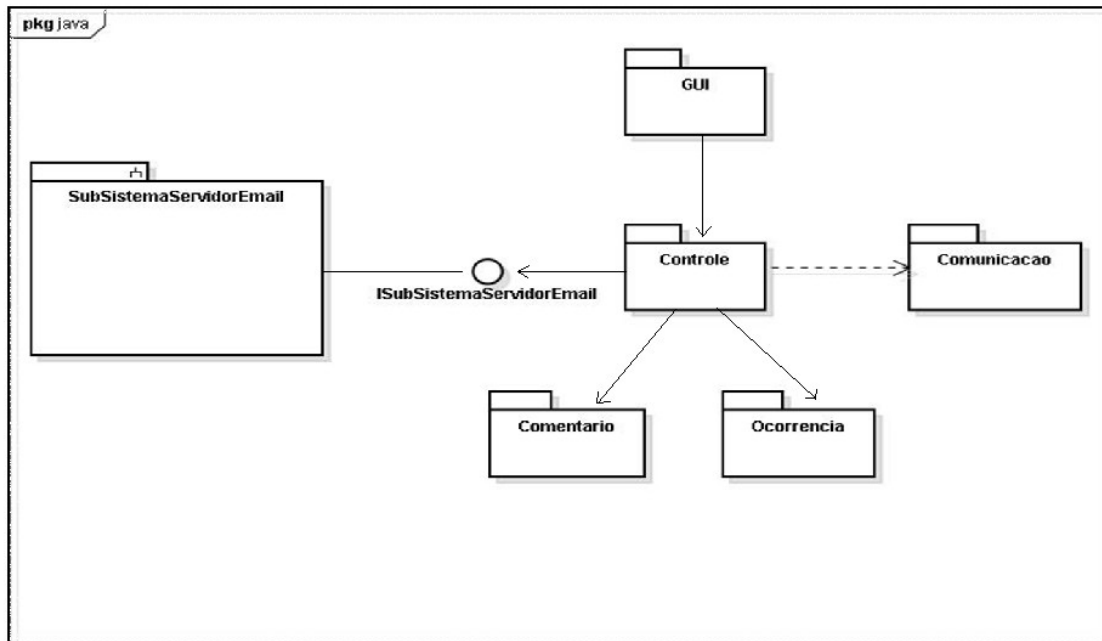 pkg java
GUI
SubSistemaServidorEmail
Controle
Comunicacao
ISubSistemaServidorEmail
Comentario
Ocorrencia